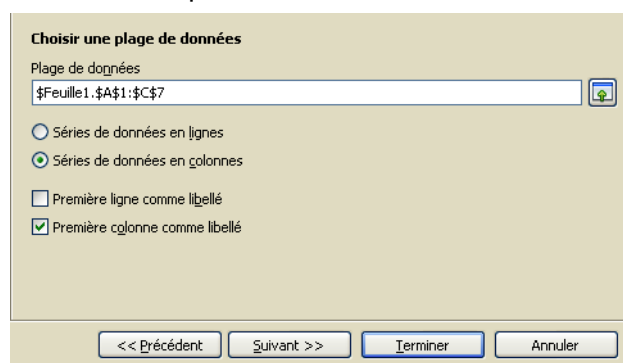 Choisir une plage de données
Plage de données
$Feuille1.$A$1:$C$7
Séries de données en lignes
Séries de données en colonnes
Première ligne comme libellé
Première colonne comme libellé
<< Précédent Suivant >> Terminer Annuler